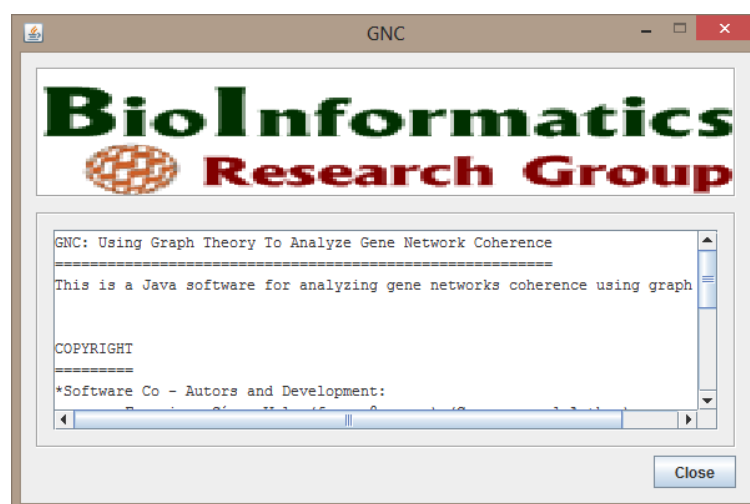 GNC
BioInformatics
Research Group
GNC: Using Graph Theory To Analyze Gene Network Coherence
=========================================================
This is a Java software for analyzing gene networks coherence using graph
COPYRIGHT
=========
*Software Co - Autors and Development:
Close